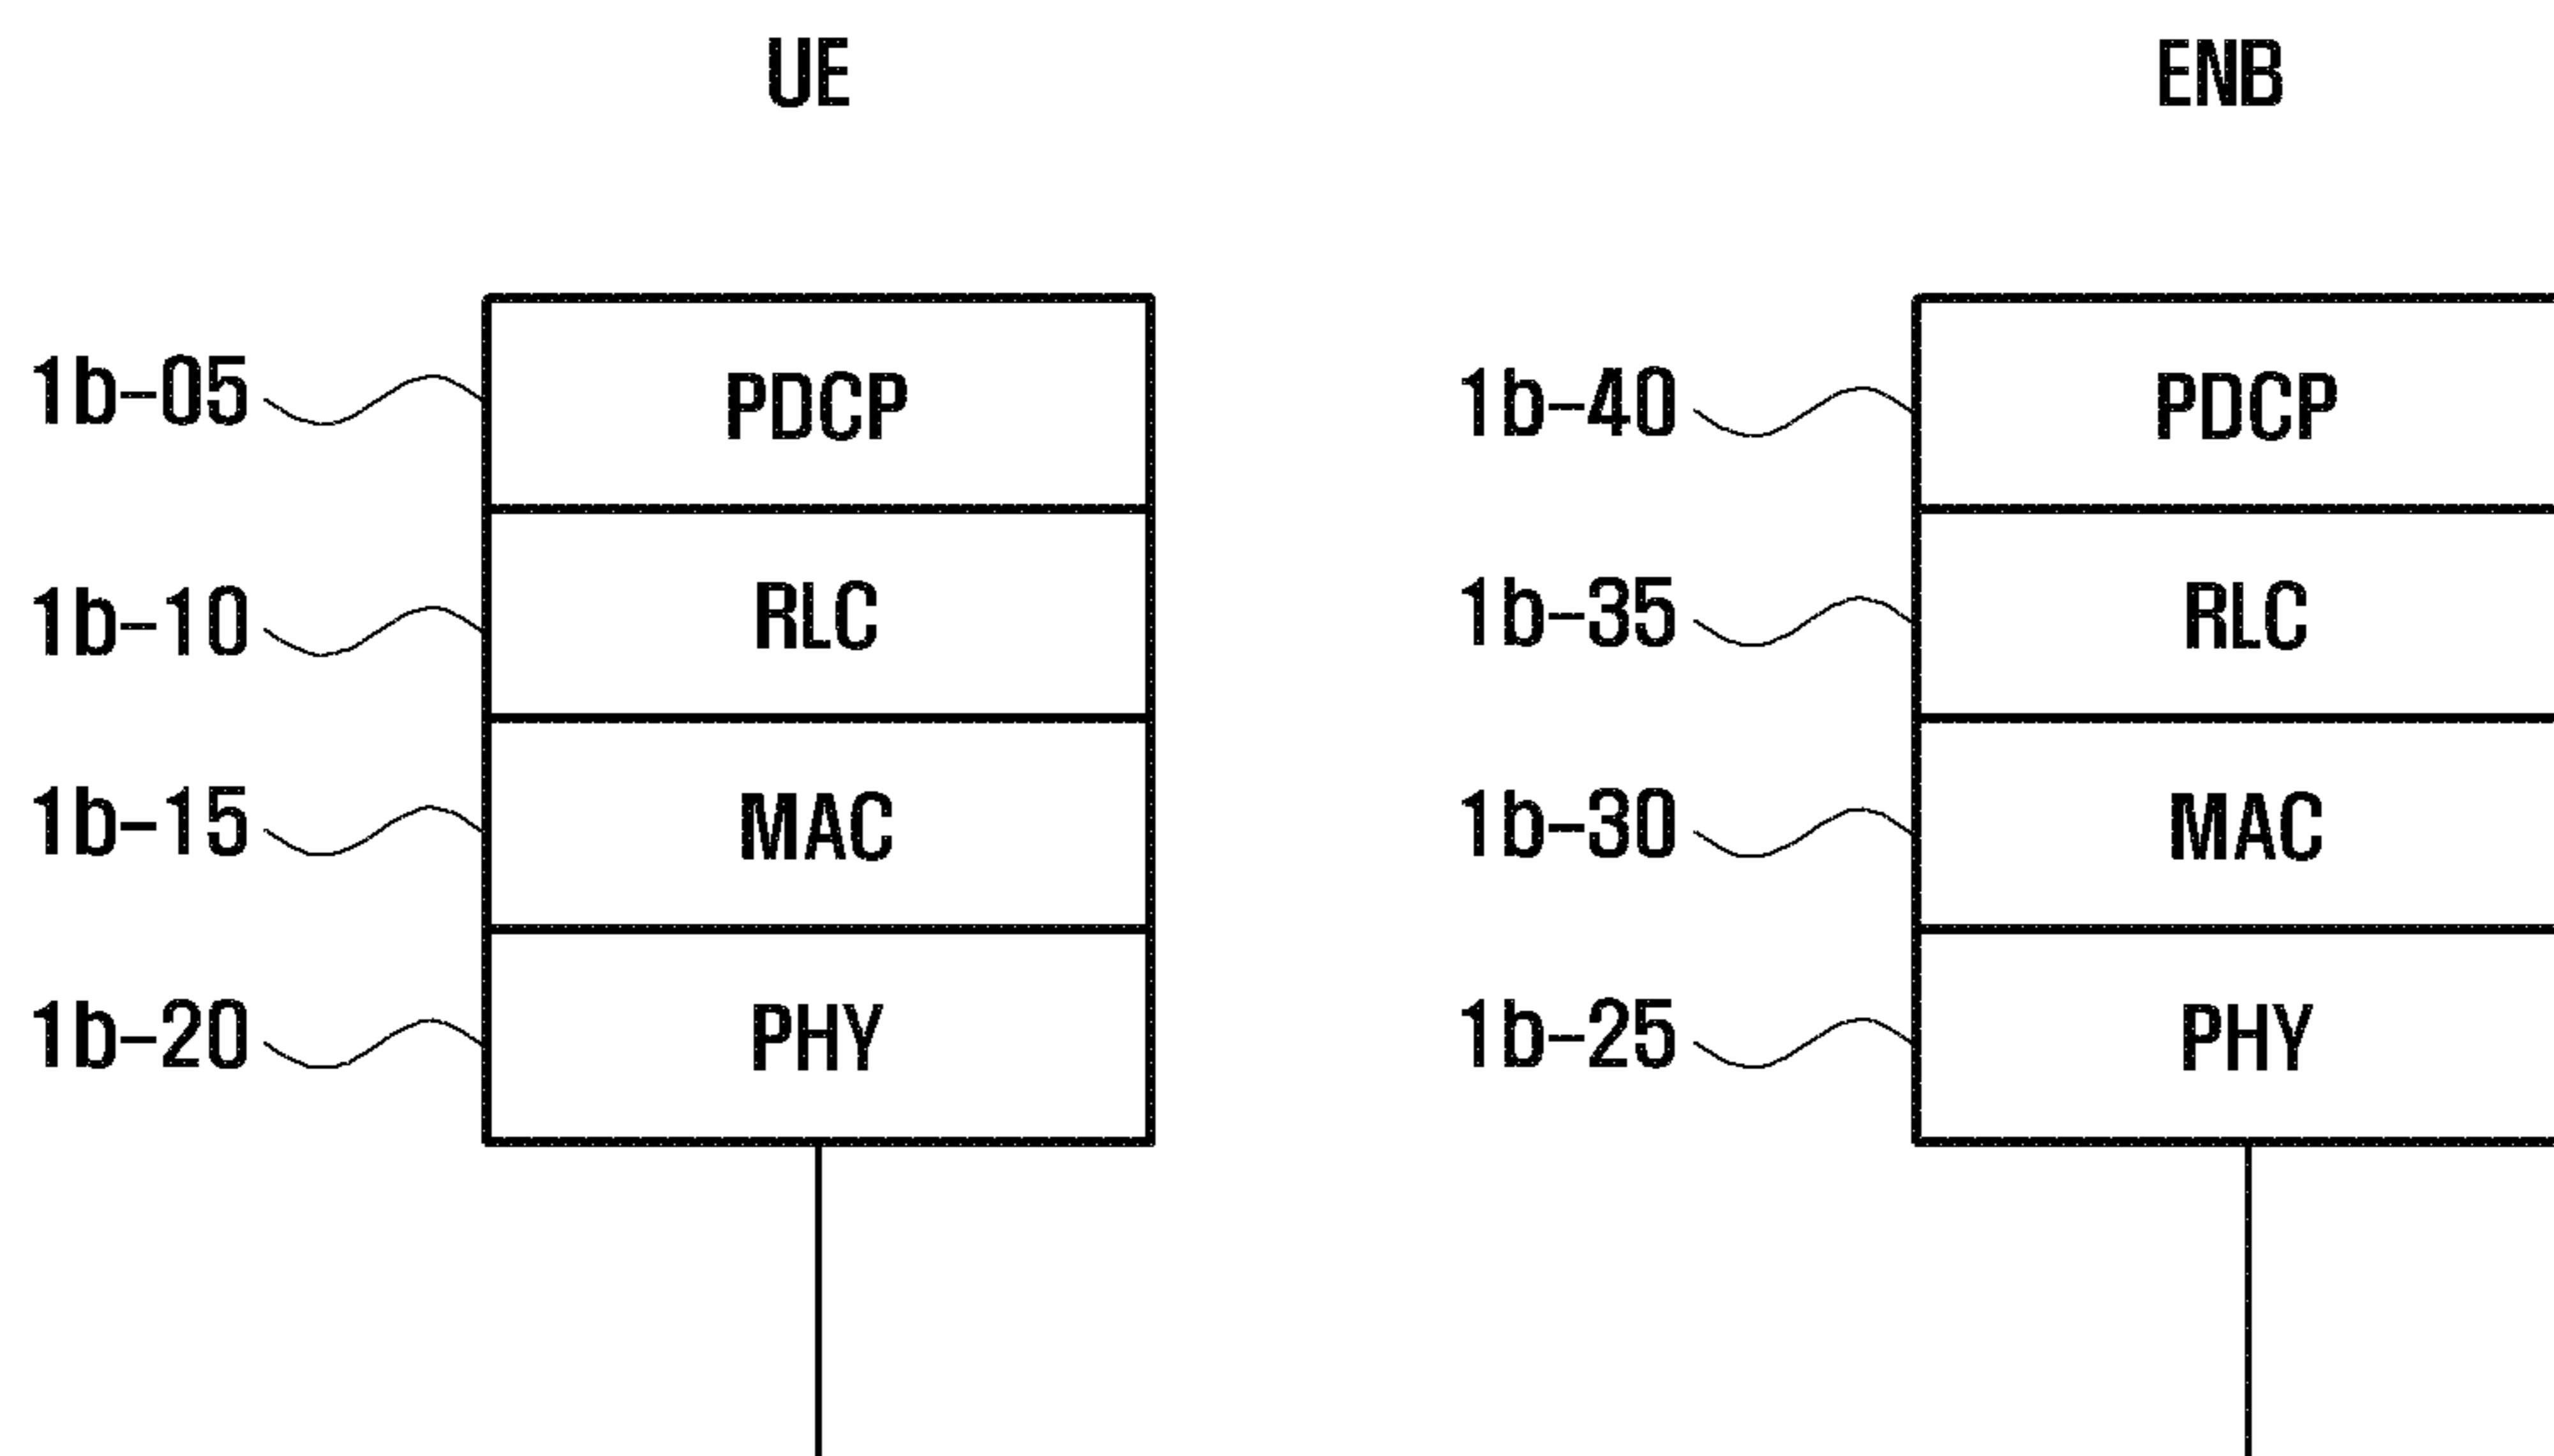 UE ENB
1b-05 PDCP 1b-40 PDCP
1b-10 RLC 1b-35 RLC
1b-15 MAC 1b-30 MAC
1b-20 PHY 1b-25 PHY